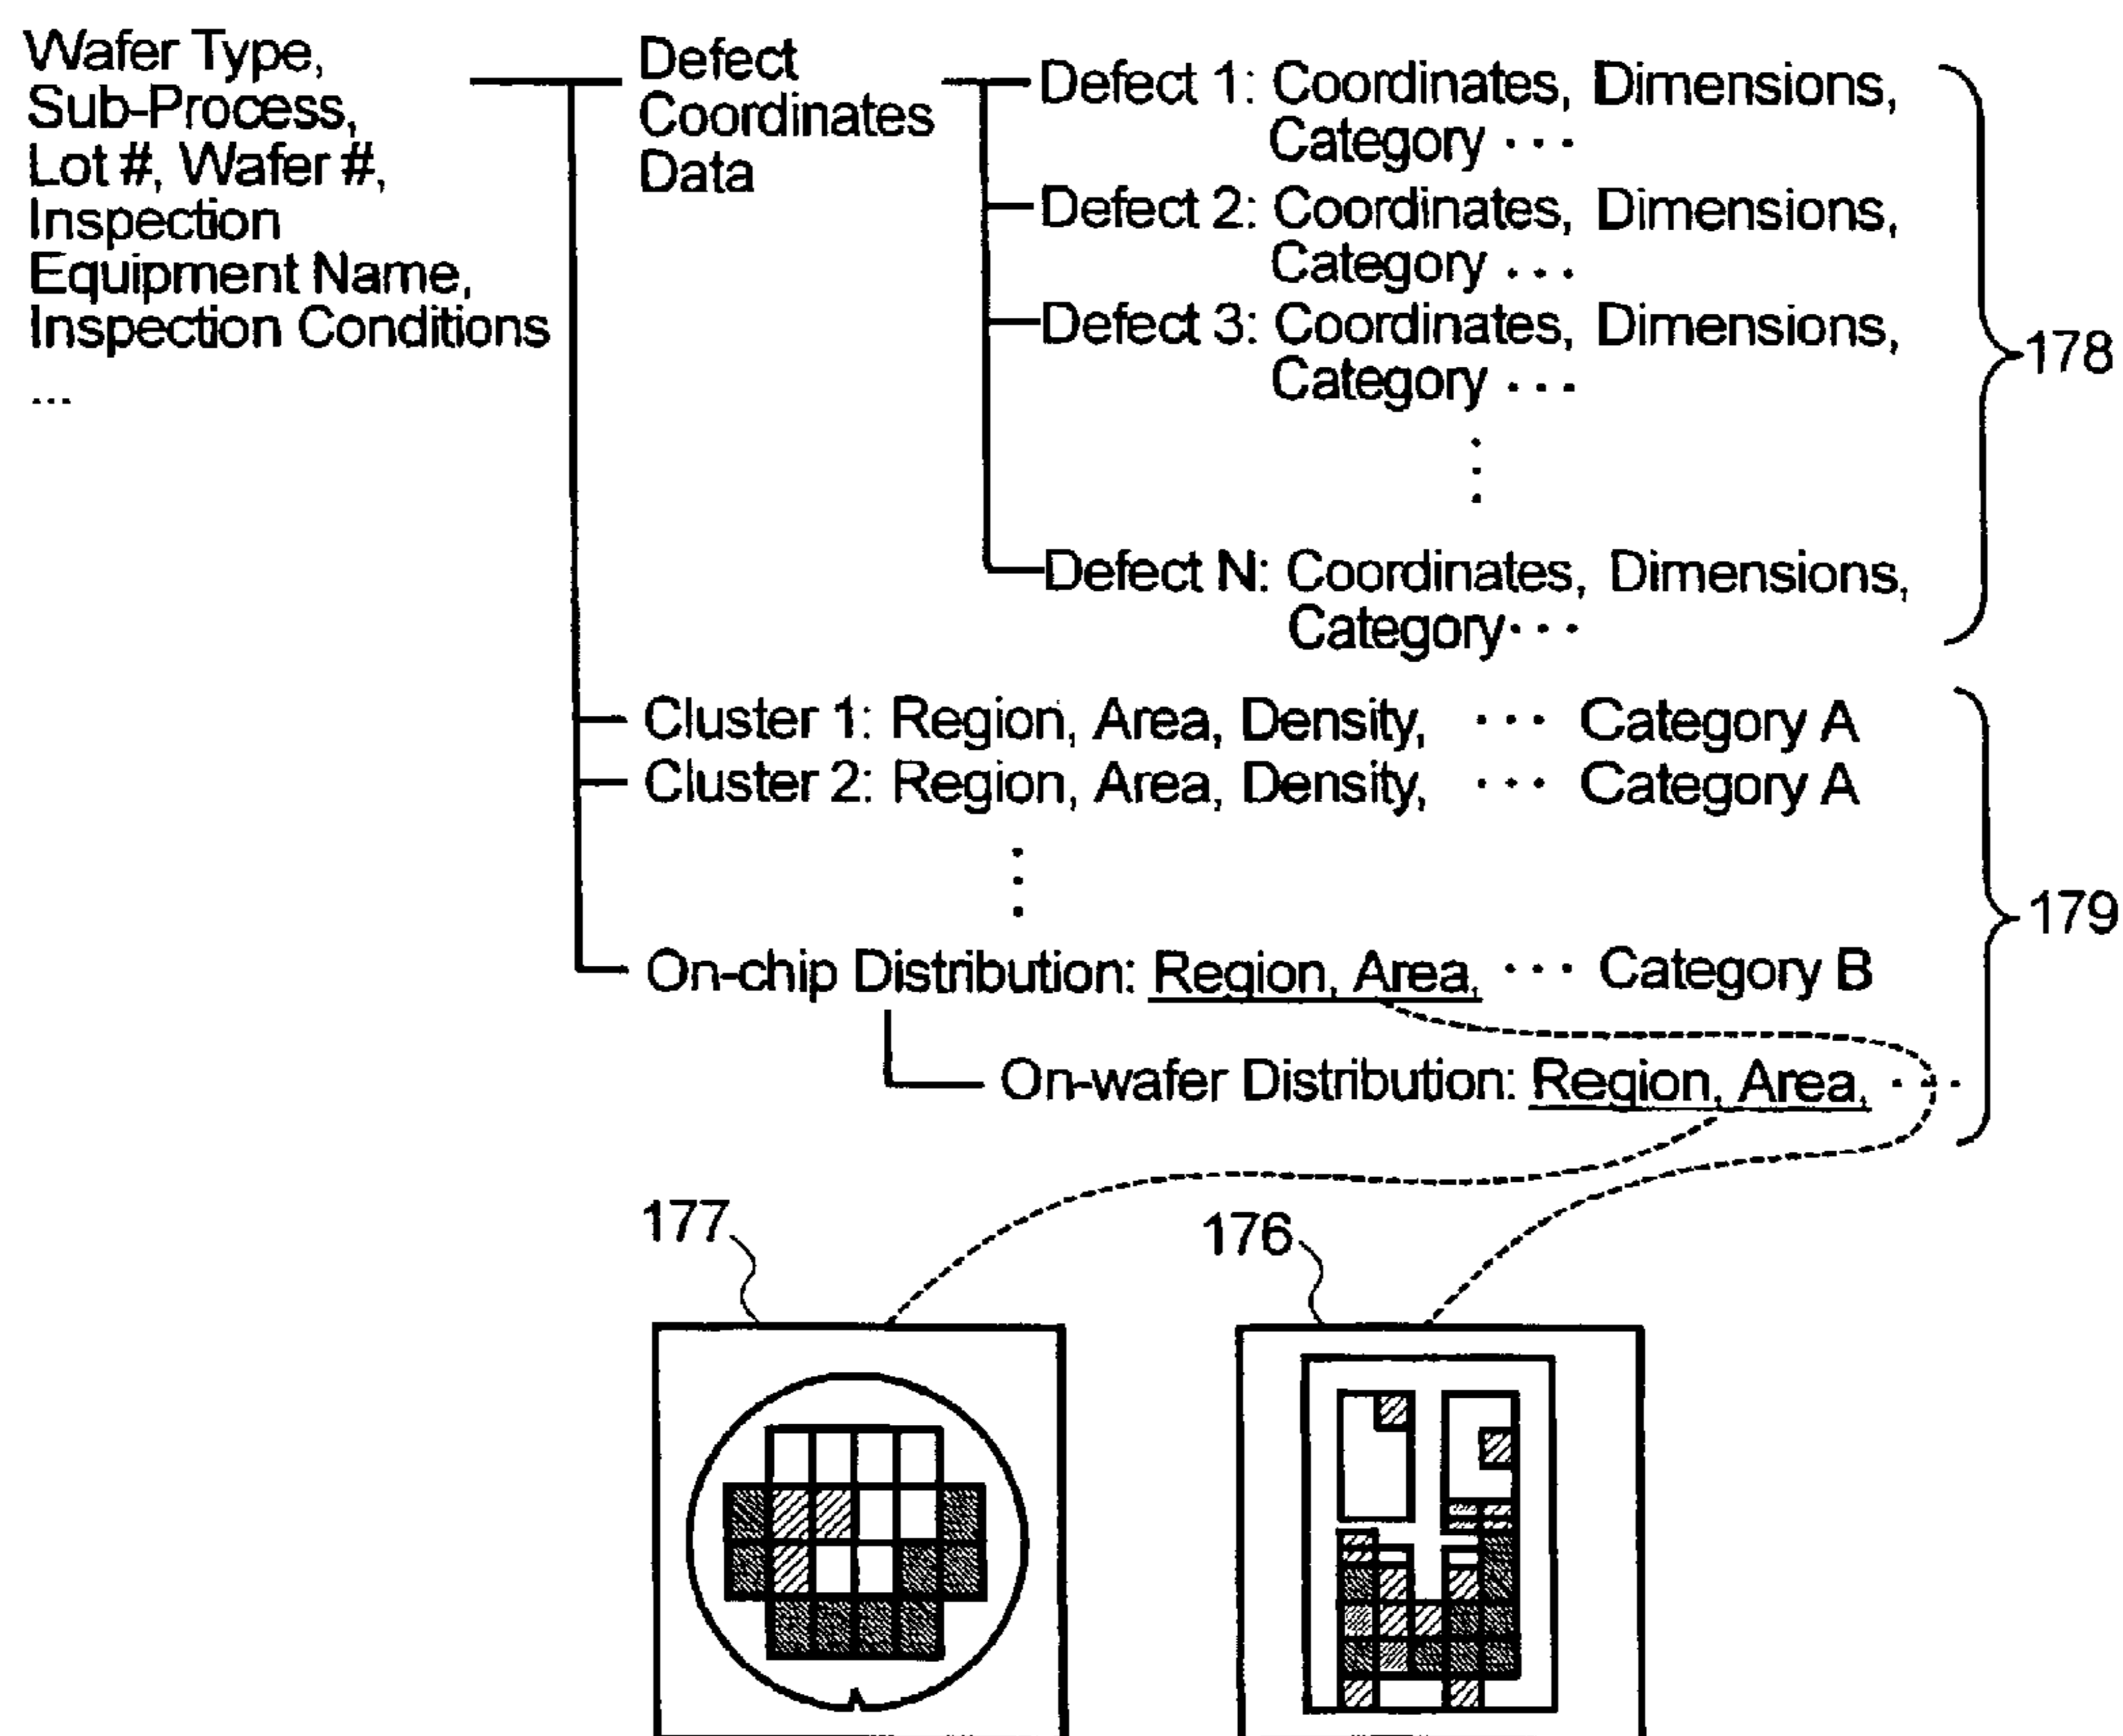 Wafer Type,
Sub-Process,
Lot #, Wafer #,
Inspection
Equipment Name,
Inspection Conditions
...
Defect
Coordinates
Data
Defect 1: Coordinates, Dimensions,
Category ...
Defect 2: Coordinates, Dimensions,
Category ...
Defect 3: Coordinates, Dimensions,
Category ...
Defect N: Coordinates, Dimensions,
Category...
178
Cluster 1: Region, Area, Density, ... Category A
Cluster 2: Region, Area, Density, ... Category A
On-chip Distribution: Region, Area, ... Category B
On-wafer Distribution: Region, Area, ...
179
177
176